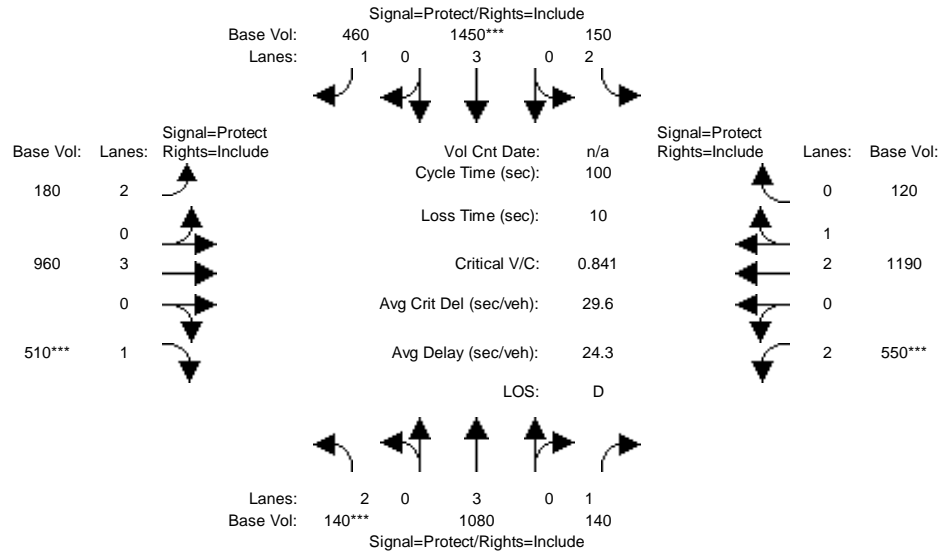 Signal=Protect/Rights=Include
Base Vol: 460 1450*** 150
Lanes: 1 0 3 0 2
Signal=Protect
Base Vol: Lanes: Rights=Include
180 2
0
960 3
0
510*** 1
Vol Cnt Date: n/a
Cycle Time (sec): 100
Loss Time (sec): 10
Critical V/C: 0.841
Avg Crit Del (sec/veh): 29.6
Avg Delay (sec/veh): 24.3
LOS: D
Signal=Protect
Rights=Include Lanes: Base Vol:
0 120
1
2 1190
0
2 550***
Lanes: 2 0 3 0 1
Base Vol: 140*** 1080 140
Signal=Protect/Rights=Include